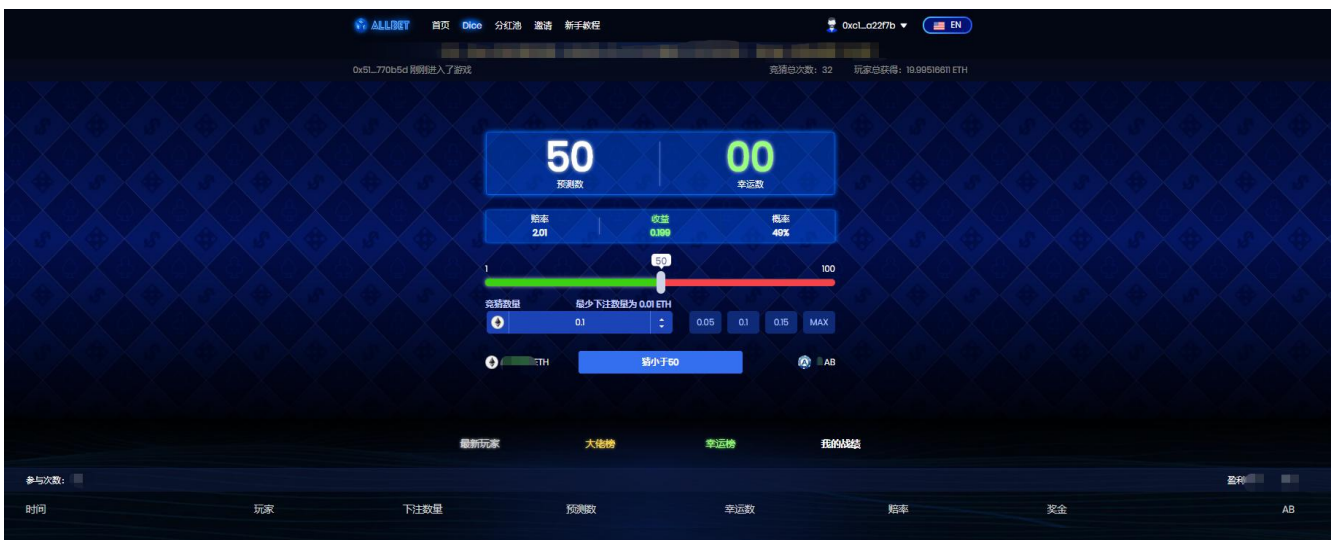 ALLBET 首页 Dice 分红池 邀请 新手教程 0xc1...a22f7b EN
0x51...770b5d 刚刚进入了游戏 竞猜总次数：32 玩家总获得：19.99516611 ETH
50 00
预测数 幸运数
赔率 收益 概率
2.01 0.199 49%
50
1 100
竞猜数量 最少下注数量为 0.01 ETH
0.1 0.05 0.1 0.15 MAX
ETH 猜小于50 AB
最新玩家 大佬榜 幸运榜 我的战绩
参与次数： 盈利
时间 玩家 下注数量 预测数 幸运数 赔率 奖金 AB